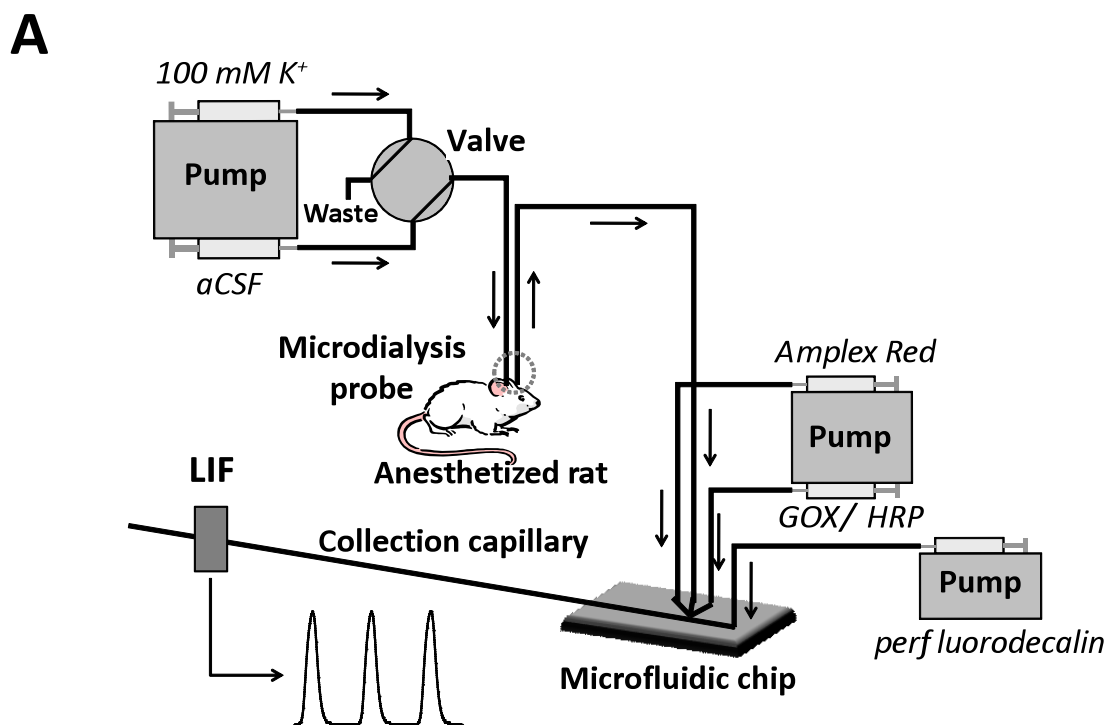 A
100 mM K+
Pump
Valve
Waste
aCSF
Microdialysis
probe
Anesthetized rat
Amplex Red
Pump
GOX/ HRP
LIF
Collection capillary
Pump
perf luorodecalin
Microfluidic chip